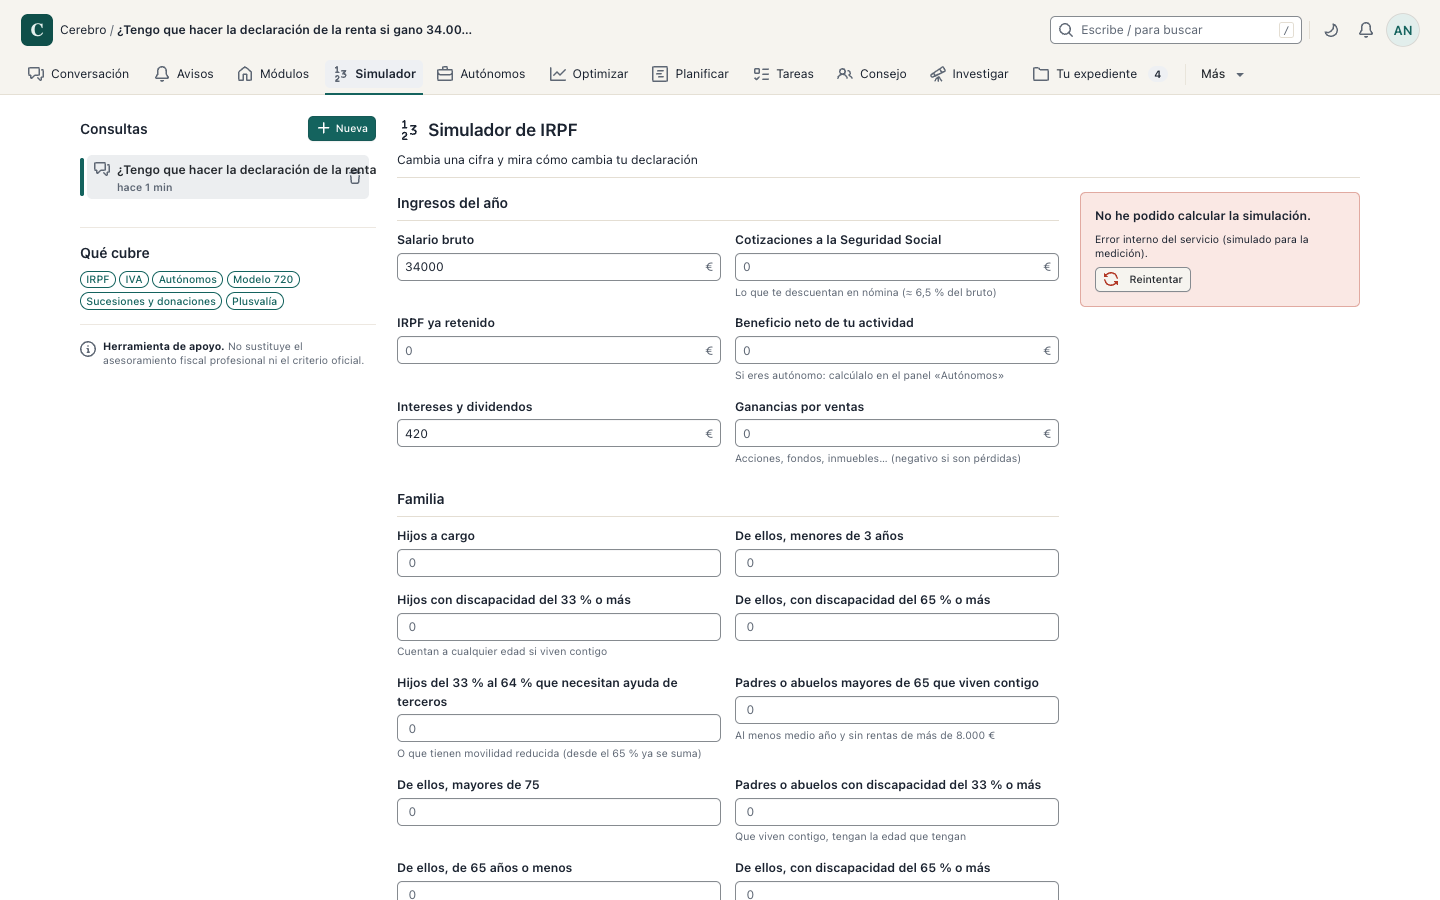 C
Cerebro / ¿Tengo que hacer la declaración de la renta si gano 34.00...
Escribe / para buscar
/
AN
Conversación
Avisos
Módulos
Simulador
Autónomos
Optimizar
Planificar
Tareas
Consejo
Investigar
Tu expediente 4
Más
Consultas
Nueva
¿Tengo que hacer la declaración de la renta
hace 1 min
Qué cubre
IRPF
IVA
Autónomos
Modelo 720
Sucesiones y donaciones
Plusvalía
Herramienta de apoyo. No sustituye el
asesoramiento fiscal profesional ni el criterio oficial.
Simulador de IRPF
Cambia una cifra y mira cómo cambia tu declaración
Ingresos del año
Salario bruto
34000 €
Cotizaciones a la Seguridad Social
0 €
Lo que te descuentan en nómina (≈ 6,5 % del bruto)
IRPF ya retenido
0 €
Beneficio neto de tu actividad
0 €
Si eres autónomo: calcúlalo en el panel «Autónomos»
Intereses y dividendos
420 €
Ganancias por ventas
0 €
Acciones, fondos, inmuebles... (negativo si son pérdidas)
Familia
Hijos a cargo
0
De ellos, menores de 3 años
0
Hijos con discapacidad del 33 % o más
0
Cuentan a cualquier edad si viven contigo
De ellos, con discapacidad del 65 % o más
0
Hijos del 33 % al 64 % que necesitan ayuda de
terceros
0
O que tienen movilidad reducida (desde el 65 % ya se suma)
Padres o abuelos mayores de 65 que viven contigo
0
Al menos medio año y sin rentas de más de 8.000 €
De ellos, mayores de 75
0
Padres o abuelos con discapacidad del 33 % o más
0
Que viven contigo, tengan la edad que tengan
De ellos, de 65 años o menos
0
De ellos, con discapacidad del 65 % o más
0
No he podido calcular la simulación.
Error interno del servicio (simulado para la
medición).
Reintentar